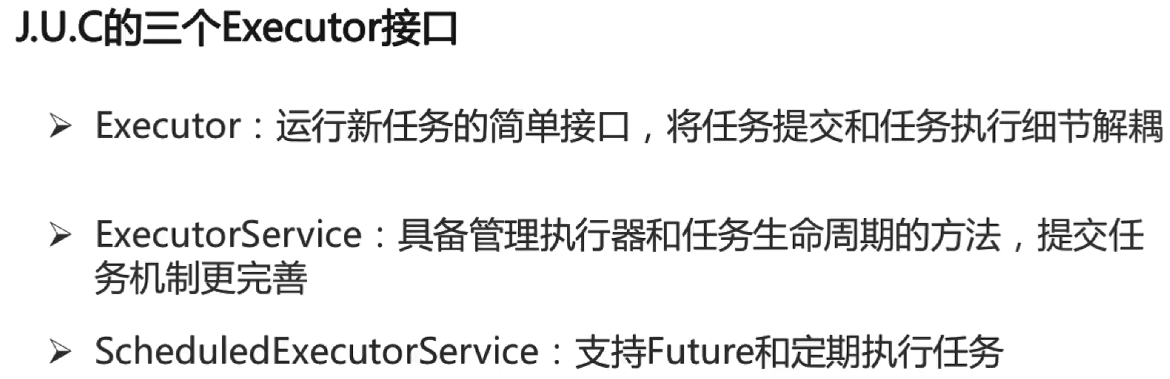 J.U.C的三个Executor接口
➢ Executor：运行新任务的简单接口，将任务提交和任务执行细节解耦
➢ ExecutorService：具备管理执行器和任务生命周期的方法，提交任
务机制更完善
➢ ScheduledExecutorService：支持Future和定期执行任务